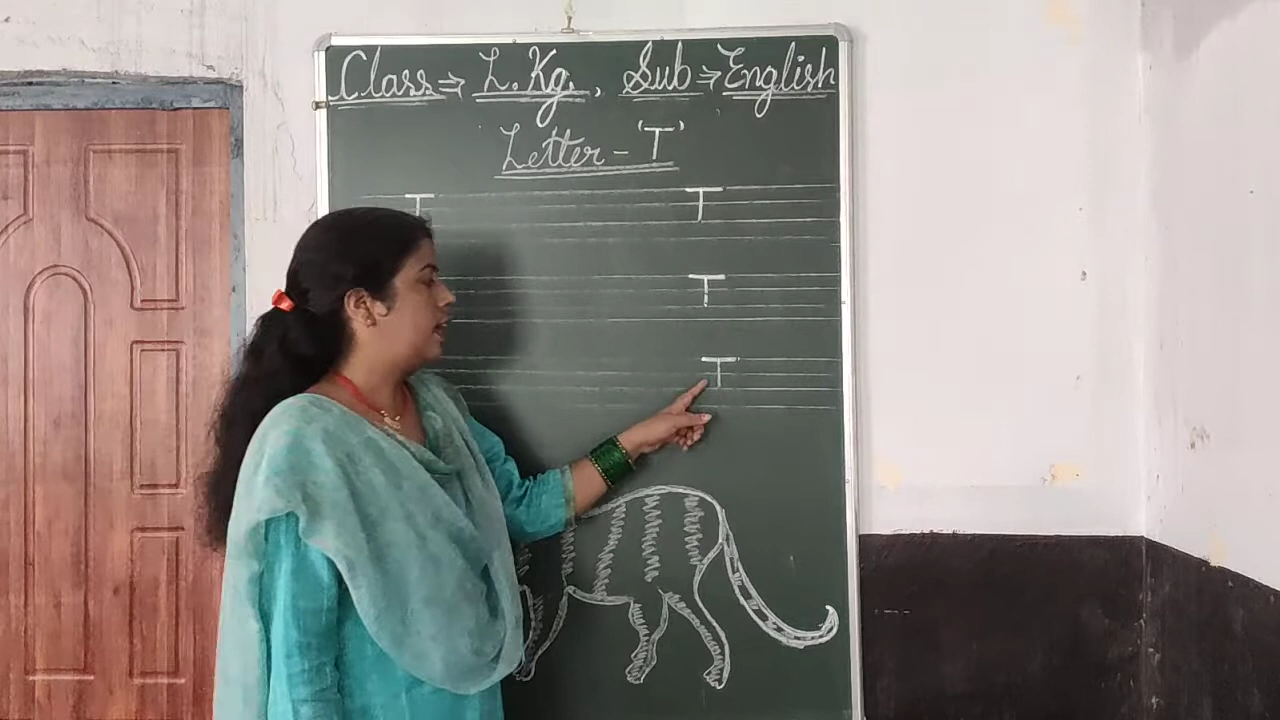 Class ⇒ L.Kg., Sub ⇒ English
Letter - 'T'
T T
T
T